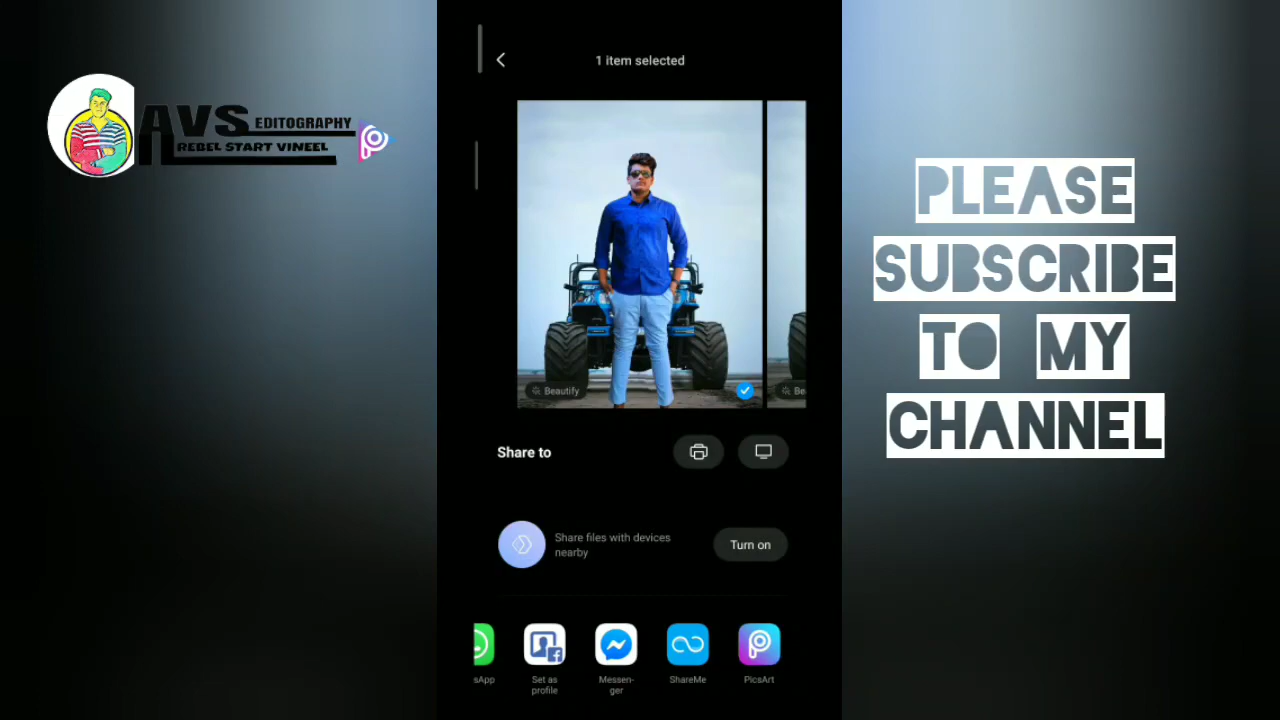 AVS EDITOGRAPHY
REBEL START VINEEL
1 item selected
Beautify
Be
Share to
Share files with devices
nearby
Turn on
sApp
Set as
profile
Messen-
ger
ShareMe
PicsArt
PLEASE
SUBSCRIBE
TO MY
CHANNEL